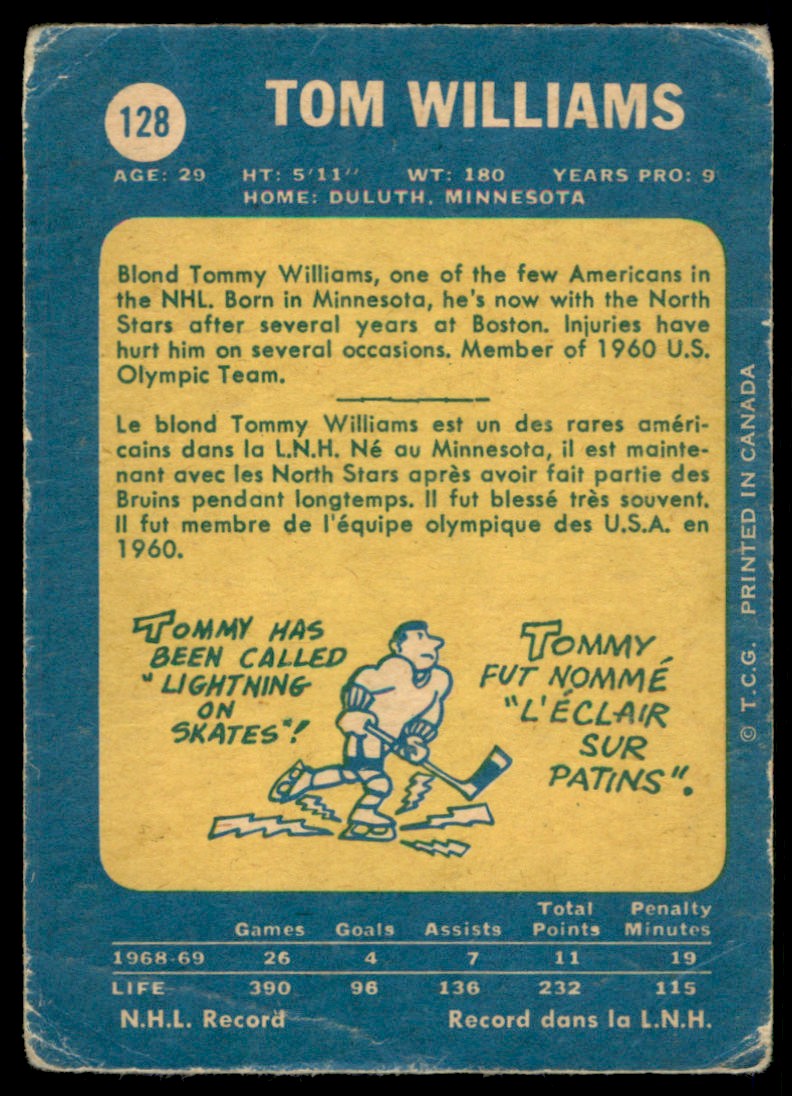 128
TOM WILLIAMS
AGE: 29 HT: 5'11" WT: 180 YEARS PRO: 9
HOME: DULUTH, MINNESOTA
Blond Tommy Williams, one of the few Americans in
the NHL. Born in Minnesota, he's now with the North
Stars after several years at Boston. Injuries have
hurt him on several occasions. Member of 1960 U.S.
Olympic Team.
Le blond Tommy Williams est un des rares améri-
cains dans la L.N.H. Né au Minnesota, il est mainte-
nant avec les North Stars après avoir fait partie des
Bruins pendant longtemps. Il fut blessé très souvent.
Il fut membre de l'équipe olympique des U.S.A. en
1960.
TOMMY HAS
BEEN CALLED
"LIGHTNING
ON
SKATES"!
TOMMY
FUT NOMMÉ
"L'ÉCLAIR
SUR
PATINS".
© T.C.G. PRINTED IN CANADA
Games Goals Assists Total Points Penalty Minutes
1968-69 26 4 7 11 19
LIFE 390 96 136 232 115
N.H.L. Record Record dans la L.N.H.